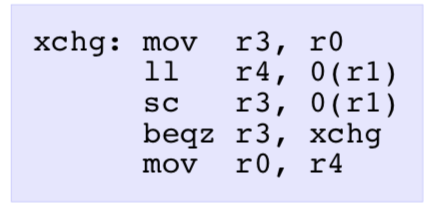 xchg: mov r3, r0
ll r4, 0(r1)
sc r3, 0(r1)
beqz r3, xchg
mov r0, r4